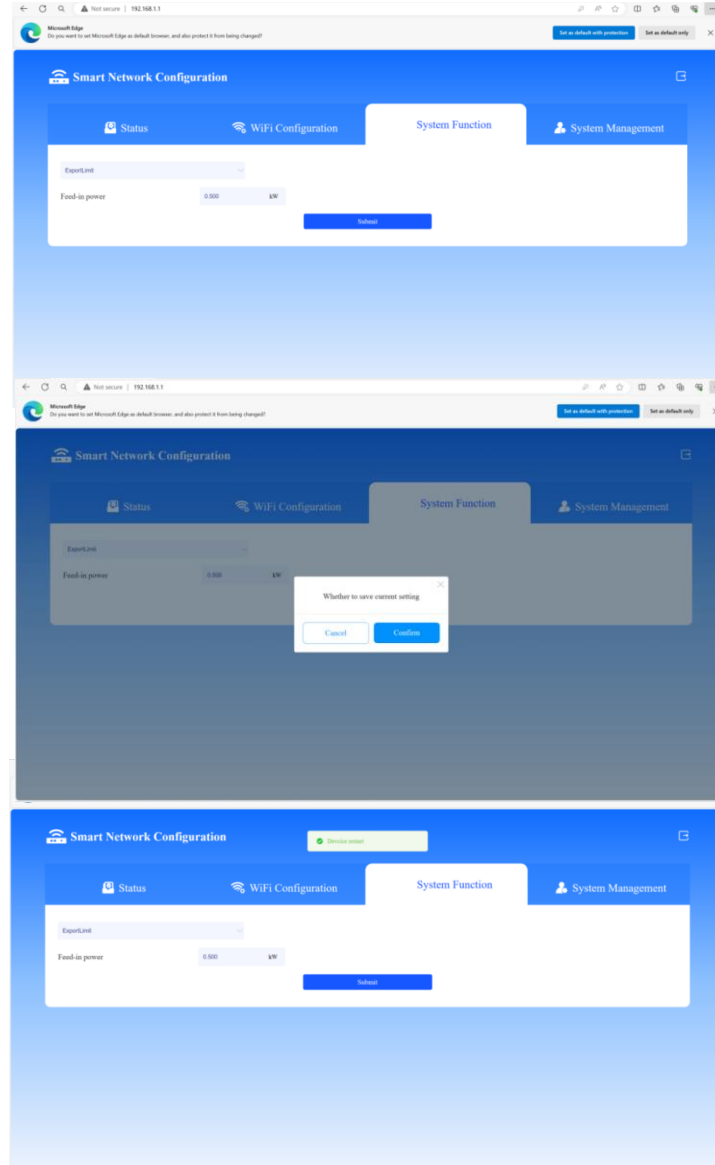 Not secure | 192.168.1.1
Microsoft Edge
Do you want to set Microsoft Edge as default browser, and also protect it from being changed?
Set as default with protection
Set as default only
Smart Network Configuration
Status
WiFi Configuration
System Function
System Management
ExportLimit
Feed-in power
0.500
kW
Submit
Not secure | 192.168.1.1
Microsoft Edge
Do you want to set Microsoft Edge as default browser, and also protect it from being changed?
Set as default with protection
Set as default only
Smart Network Configuration
Status
WiFi Configuration
System Function
System Management
ExportLimit
Feed-in power
0.500
kW
Whether to save current setting
Cancel
Confirm
Smart Network Configuration
Status
WiFi Configuration
System Function
System Management
ExportLimit
Feed-in power
0.500
kW
Submit